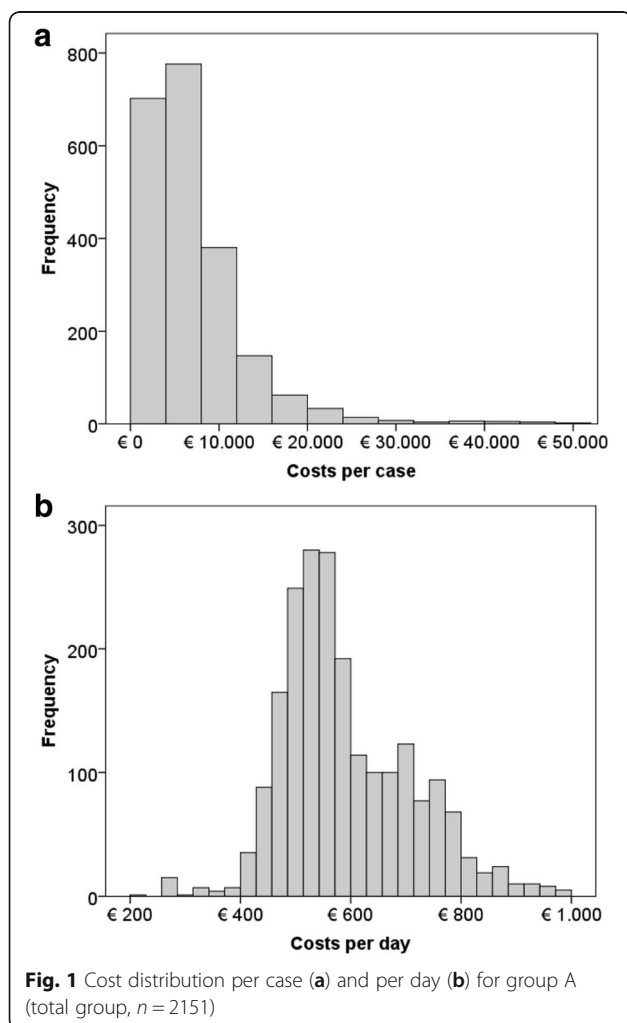 a
800
600
400
200
0
Frequency
€ 0 € 10.000 € 20.000 € 30.000 € 40.000 € 50.000
Costs per case
b
300
200
100
0
Frequency
€ 200 € 400 € 600 € 800 € 1.000
Costs per day
Fig. 1 Cost distribution per case (a) and per day (b) for group A
(total group, n = 2151)